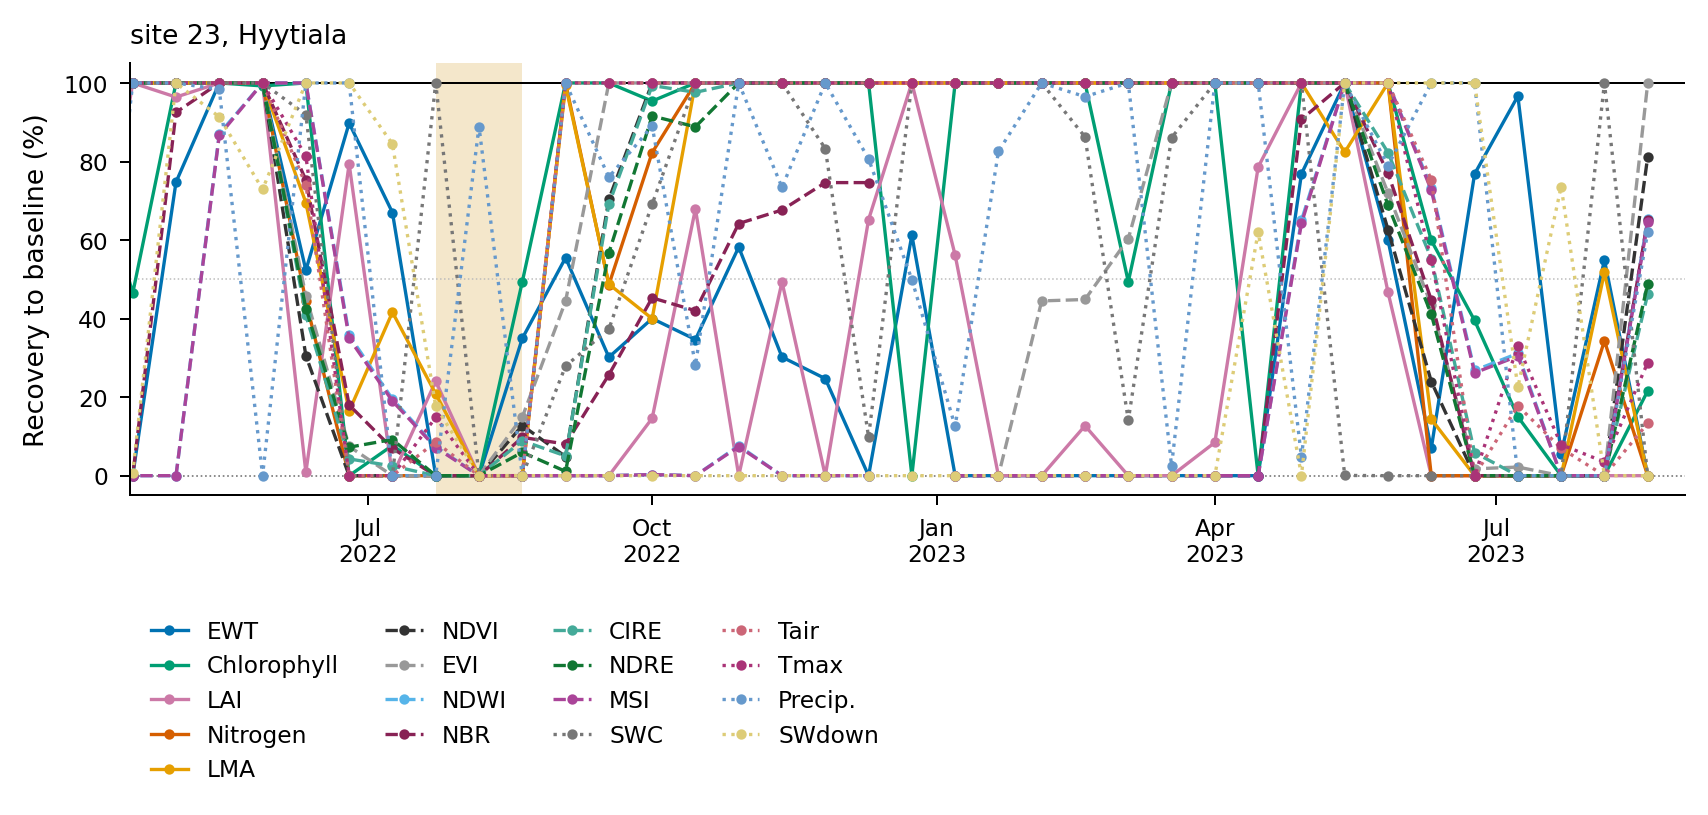 site 23, Hyytiala
Recovery to baseline (%)
100
80
60
40
20
0
Jul
2022
Oct
2022
Jan
2023
Apr
2023
Jul
2023
EWT
Chlorophyll
LAI
Nitrogen
LMA
NDVI
EVI
NDWI
NBR
CIRE
NDRE
MSI
SWC
Tair
Tmax
Precip.
SWdown